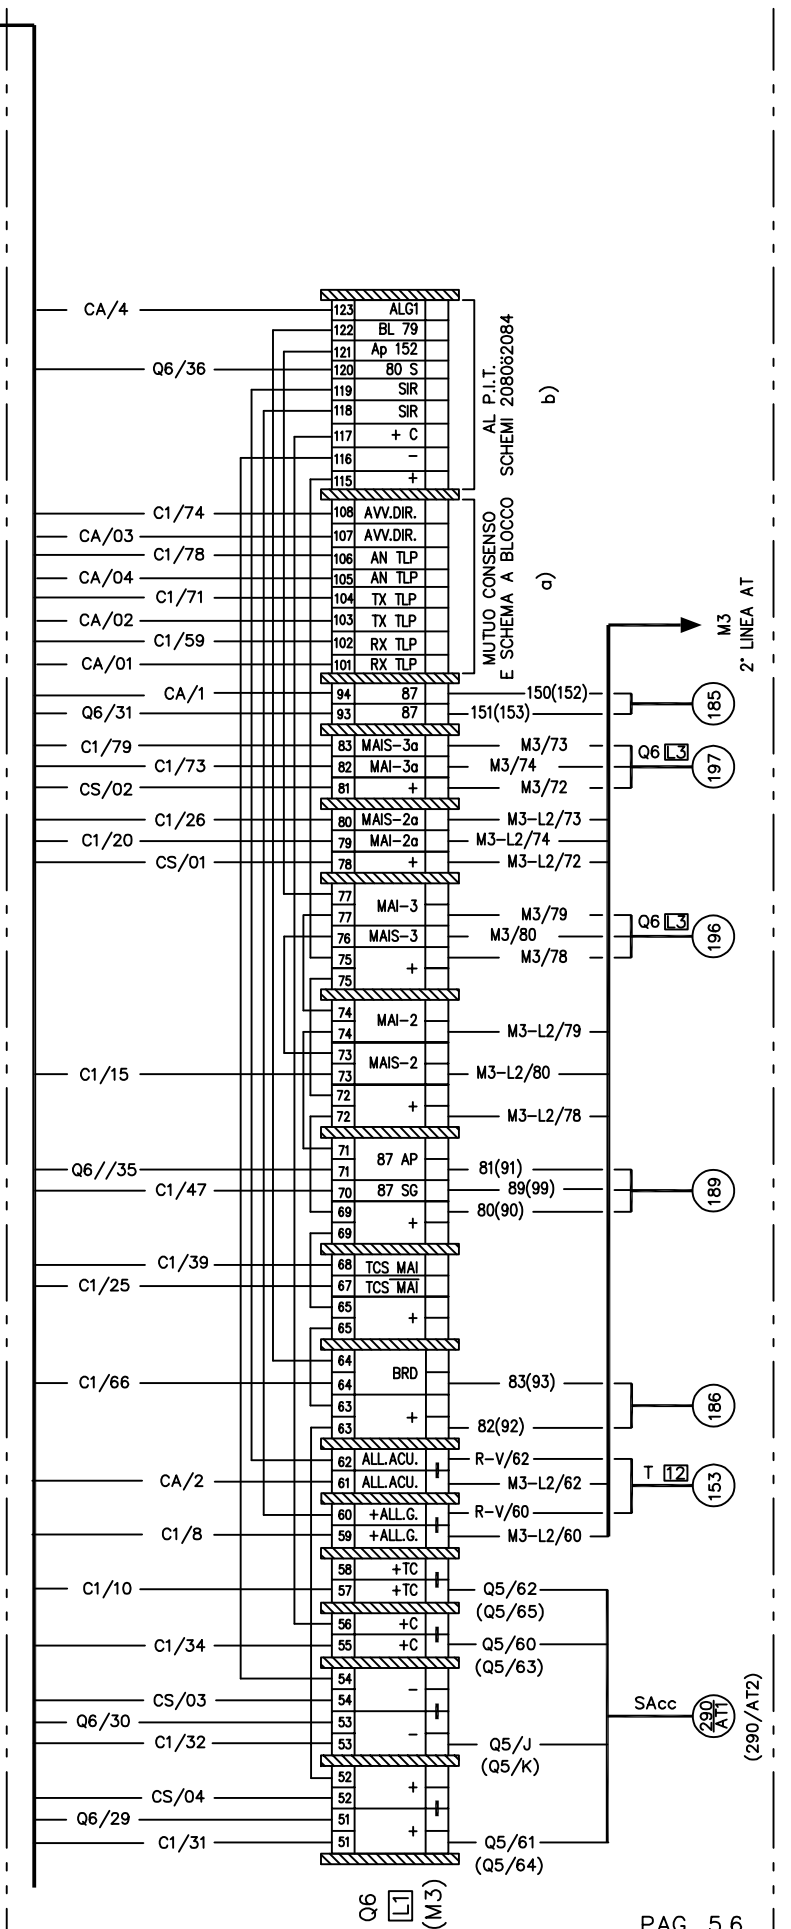 CA/4 123 ALG1
122 BL 79
121 Ap 152
Q6/36 120 80 S
119 SIR
118 SIR
117 + C
116 −
115 +
AL P.I.T.
b)
C1/74 108 AVV.DIR.
CA/03 107 AVV.DIR.
C1/78 106 AN TLP
CA/04 105 AN TLP
C1/71 104 TX TLP
CA/02 103 TX TLP
C1/59 102 RX TLP
CA/01 101 RX TLP
MUTUO CONSENSO
E SCHEMA A BLOCCO SCHEMI
a)
M3
2° LINEA AT
CA/1 94 87 150(152)
Q6/31 93 87 151(153)
185
C1/79 83 MAIS-3a M3/73
C1/73 82 MAI-3a M3/74
CS/02 81 + M3/72
Q6 L3
197
C1/26 80 MAIS-2a M3-L2/73
C1/20 79 MAI-2a M3-L2/74
CS/01 78 + M3-L2/72
77
77 MAI-3 M3/79
76 MAIS-3 M3/80
75 + M3/78
75
Q6 L3
196
74
74 MAI-2 M3-L2/79
73 MAIS-2
C1/15 73 M3-L2/80
72 +
72 M3-L2/78
71 87 AP
Q6//35 71 81(91)
C1/47 70 87 SG 89(99)
69 + 80(90)
69
189
C1/39 68 TCS MAI
C1/25 67 TCS MAI
65 +
65
64 BRD
C1/66 64 83(93)
63 +
63 82(92)
186
62 ALL.ACU. R-V/62
CA/2 61 ALL.ACU. M3-L2/62
T 12
153
60 +ALL.G. R-V/60
C1/8 59 +ALL.G. M3-L2/60
58 +TC
C1/10 57 +TC Q5/62
(Q5/65)
56 +C
C1/34 55 +C Q5/60
(Q5/63)
54 −
CS/03 54
Q6/30 53 −
C1/32 53 Q5/J
(Q5/K)
SAcc
290
AT1
(290/AT2)
52 +
CS/04 52
Q6/29 51 +
C1/31 51 Q5/61
(Q5/64)
Q6
L1
(M3)
PAG. 5.6